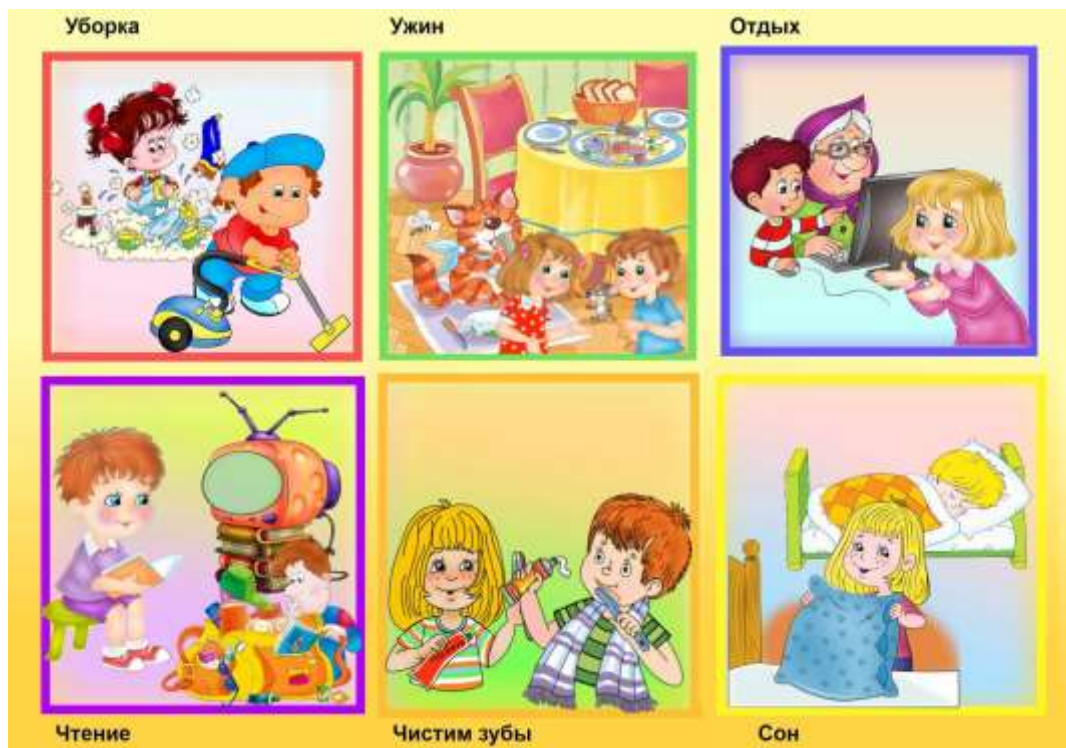 Уборка
Ужин
Отдых
Чтение
Чистим зубы
Сон